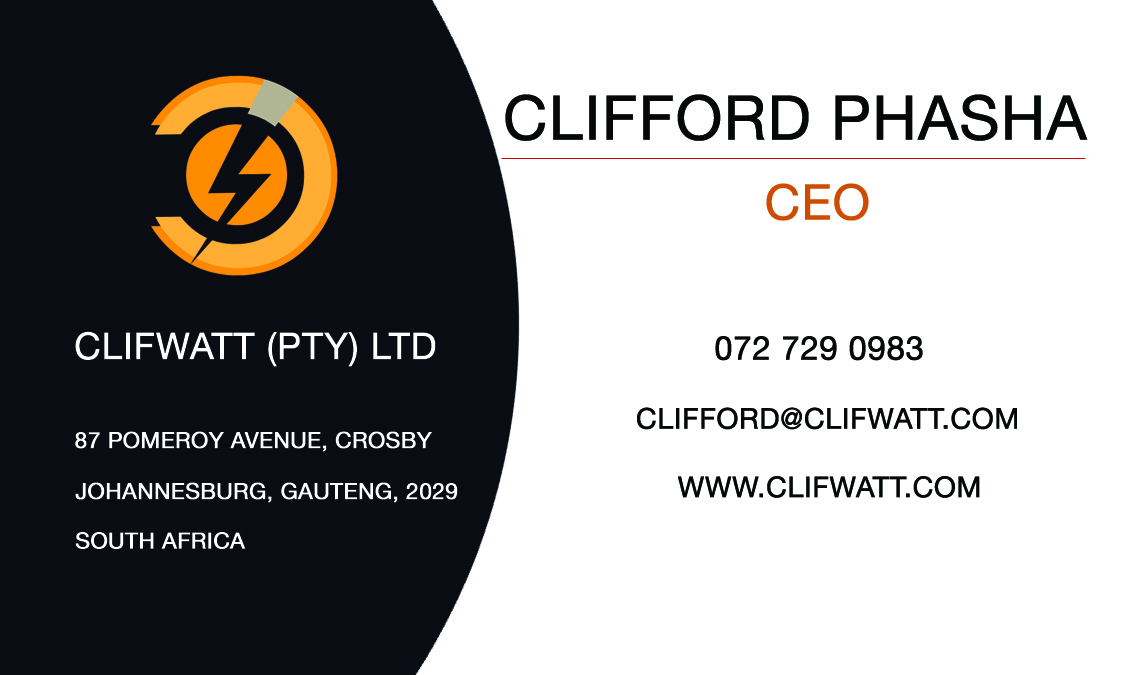 CLIFWATT (PTY) LTD
87 POMEROY AVENUE, CROSBY
JOHANNESBURG, GAUTENG, 2029
SOUTH AFRICA
CLIFFORD PHASHA
CEO
072 729 0983
CLIFFORD@CLIFWATT.COM
WWW.CLIFWATT.COM